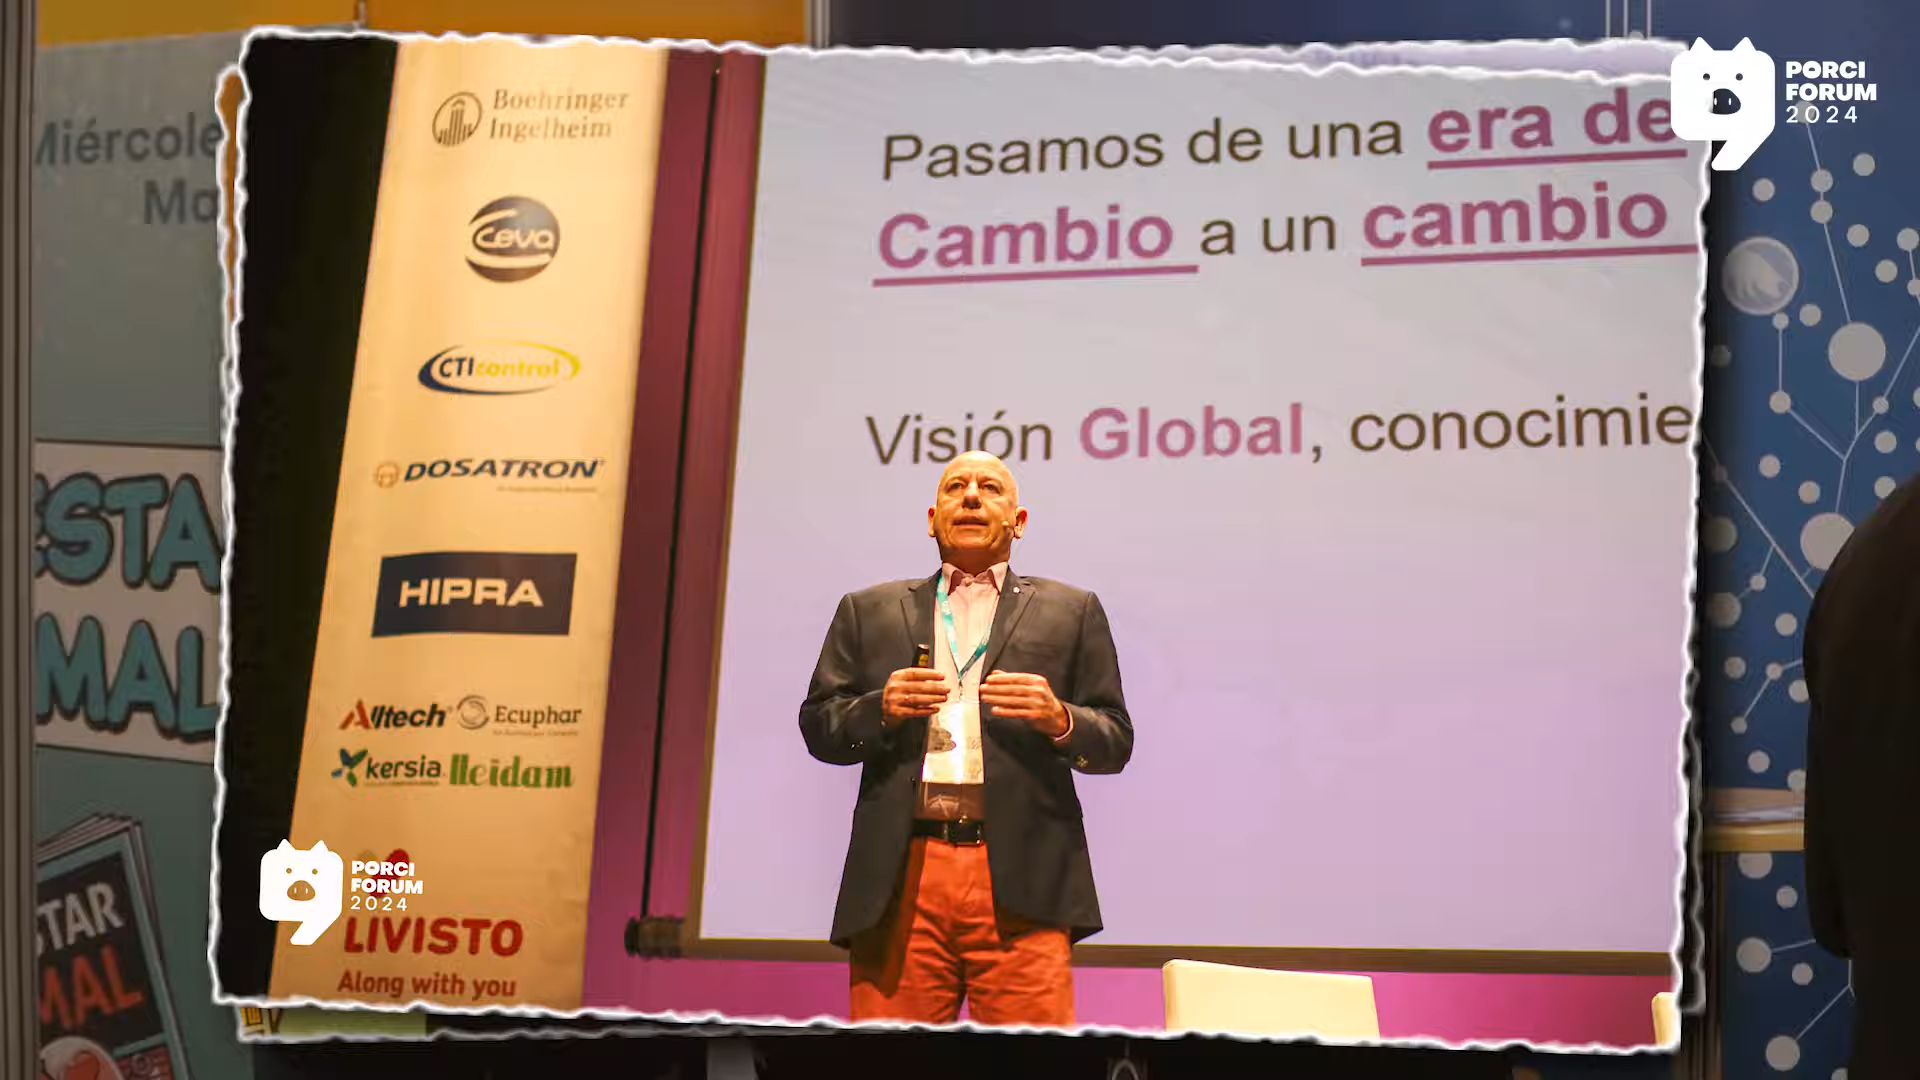 Miércole
Mo
ESTA
MAL
STAR
MAL
Boehringer
Ingelheim
Ceva
CTIcontrol
DOSATRON
HIPRA
Alltech
Ecuphar
kersia
Heidam
PORCI
FORUM
2024
LIVISTO
Along with you
Pasamos de una era de
Cambio a un cambio
Visión Global, conocimie
PORCI
FORUM
2024